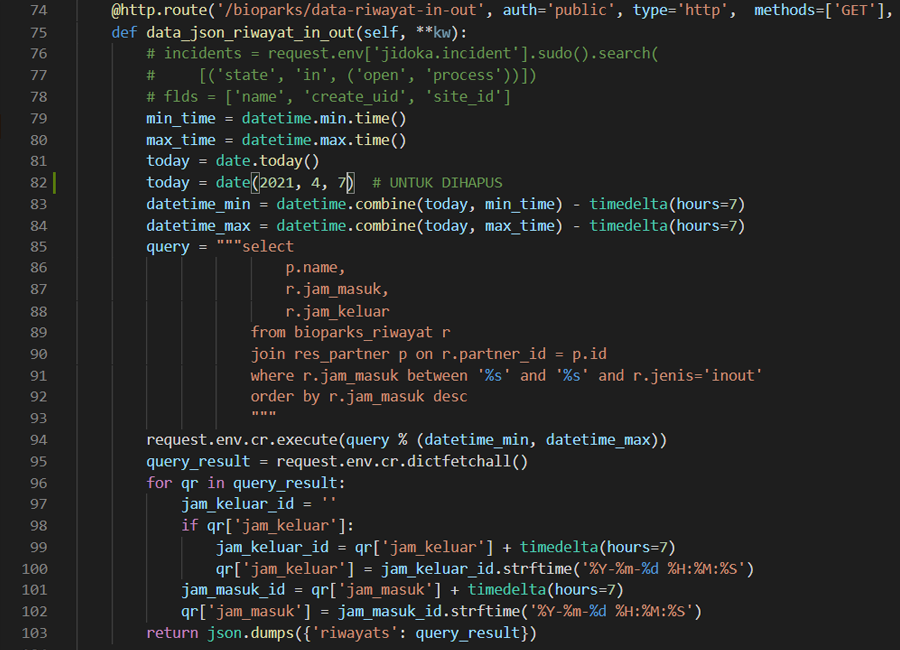 74 @http.route('/bioparks/data-riwayat-in-out', auth='public', type='http', methods=['GET'],
75 def data_json_riwayat_in_out(self, **kw):
76 # incidents = request.env['jidoka.incident'].sudo().search(
77 #     [('state', 'in', ('open', 'process'))])
78 # flds = ['name', 'create_uid', 'site_id']
79 min_time = datetime.min.time()
80 max_time = datetime.max.time()
81 today = date.today()
82 today = date(2021, 4, 7)  # UNTUK DIHAPUS
83 datetime_min = datetime.combine(today, min_time) - timedelta(hours=7)
84 datetime_max = datetime.combine(today, max_time) - timedelta(hours=7)
85 query = """select
86 p.name,
87 r.jam_masuk,
88 r.jam_keluar
89 from bioparks_riwayat r
90 join res_partner p on r.partner_id = p.id
91 where r.jam_masuk between '%s' and '%s' and r.jenis='inout'
92 order by r.jam_masuk desc
93 """
94 request.env.cr.execute(query % (datetime_min, datetime_max))
95 query_result = request.env.cr.dictfetchall()
96 for qr in query_result:
97 jam_keluar_id = ''
98 if qr['jam_keluar']:
99 jam_keluar_id = qr['jam_keluar'] + timedelta(hours=7)
100 qr['jam_keluar'] = jam_keluar_id.strftime('%Y-%m-%d %H:%M:%S')
101 jam_masuk_id = qr['jam_masuk'] + timedelta(hours=7)
102 qr['jam_masuk'] = jam_masuk_id.strftime('%Y-%m-%d %H:%M:%S')
103 return json.dumps({'riwayats': query_result})